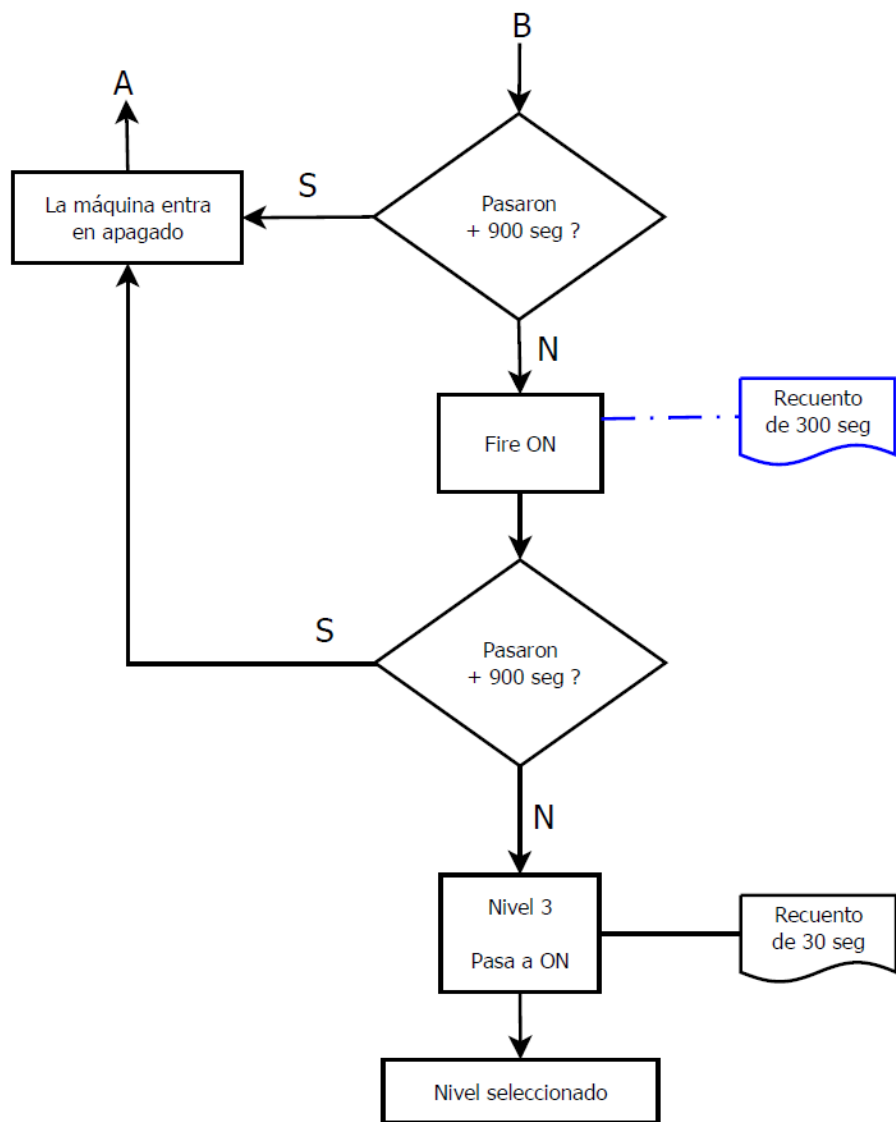 B
A
S
La máquina entra
en apagado
Pasaron
+ 900 seg ?
N
Fire ON
Recuento
de 300 seg
S
Pasaron
+ 900 seg ?
N
Nivel 3
Pasa a ON
Recuento
de 30 seg
Nivel seleccionado